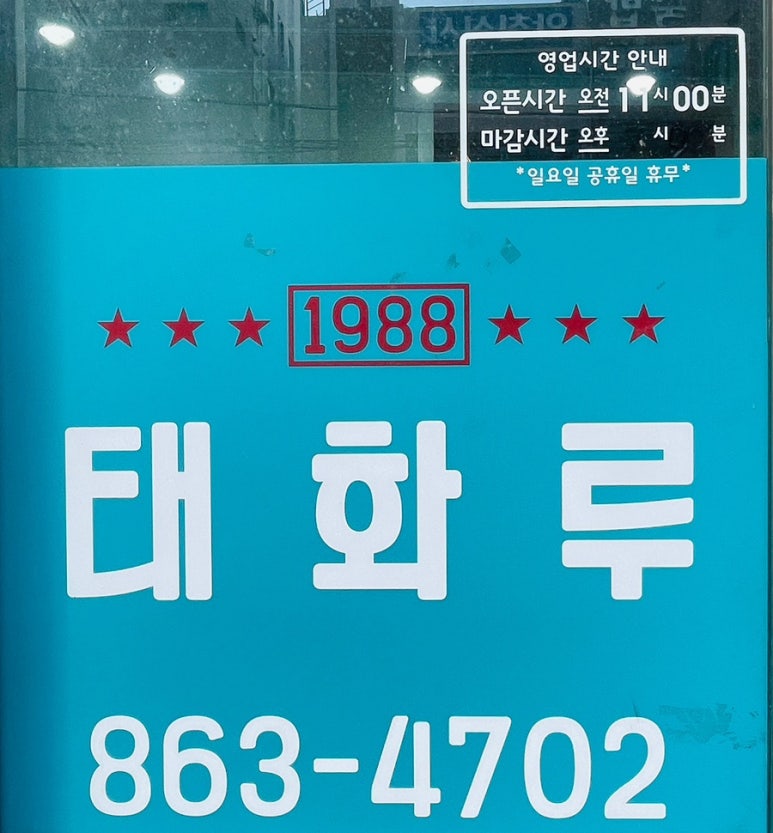 영업시간 안내
오픈시간 오전 11시 00분
마감시간 오후 시 분
*일요일 공휴일 휴무*
1988
태화루
863-4702